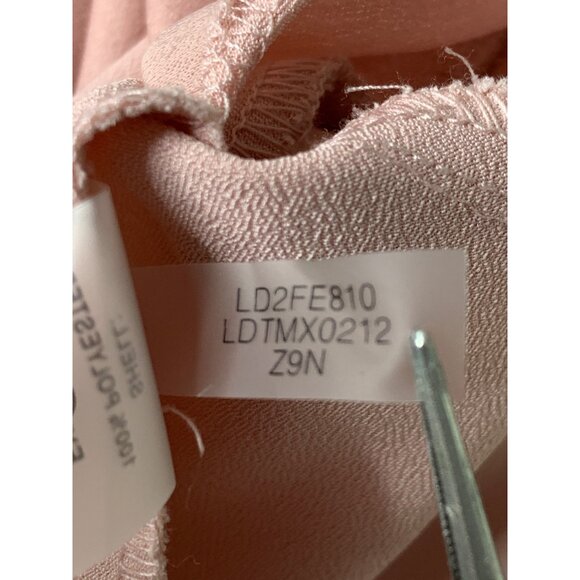 LD2FE810
LDTMX0212
Z9N
SHELL:
100% POLYESTER